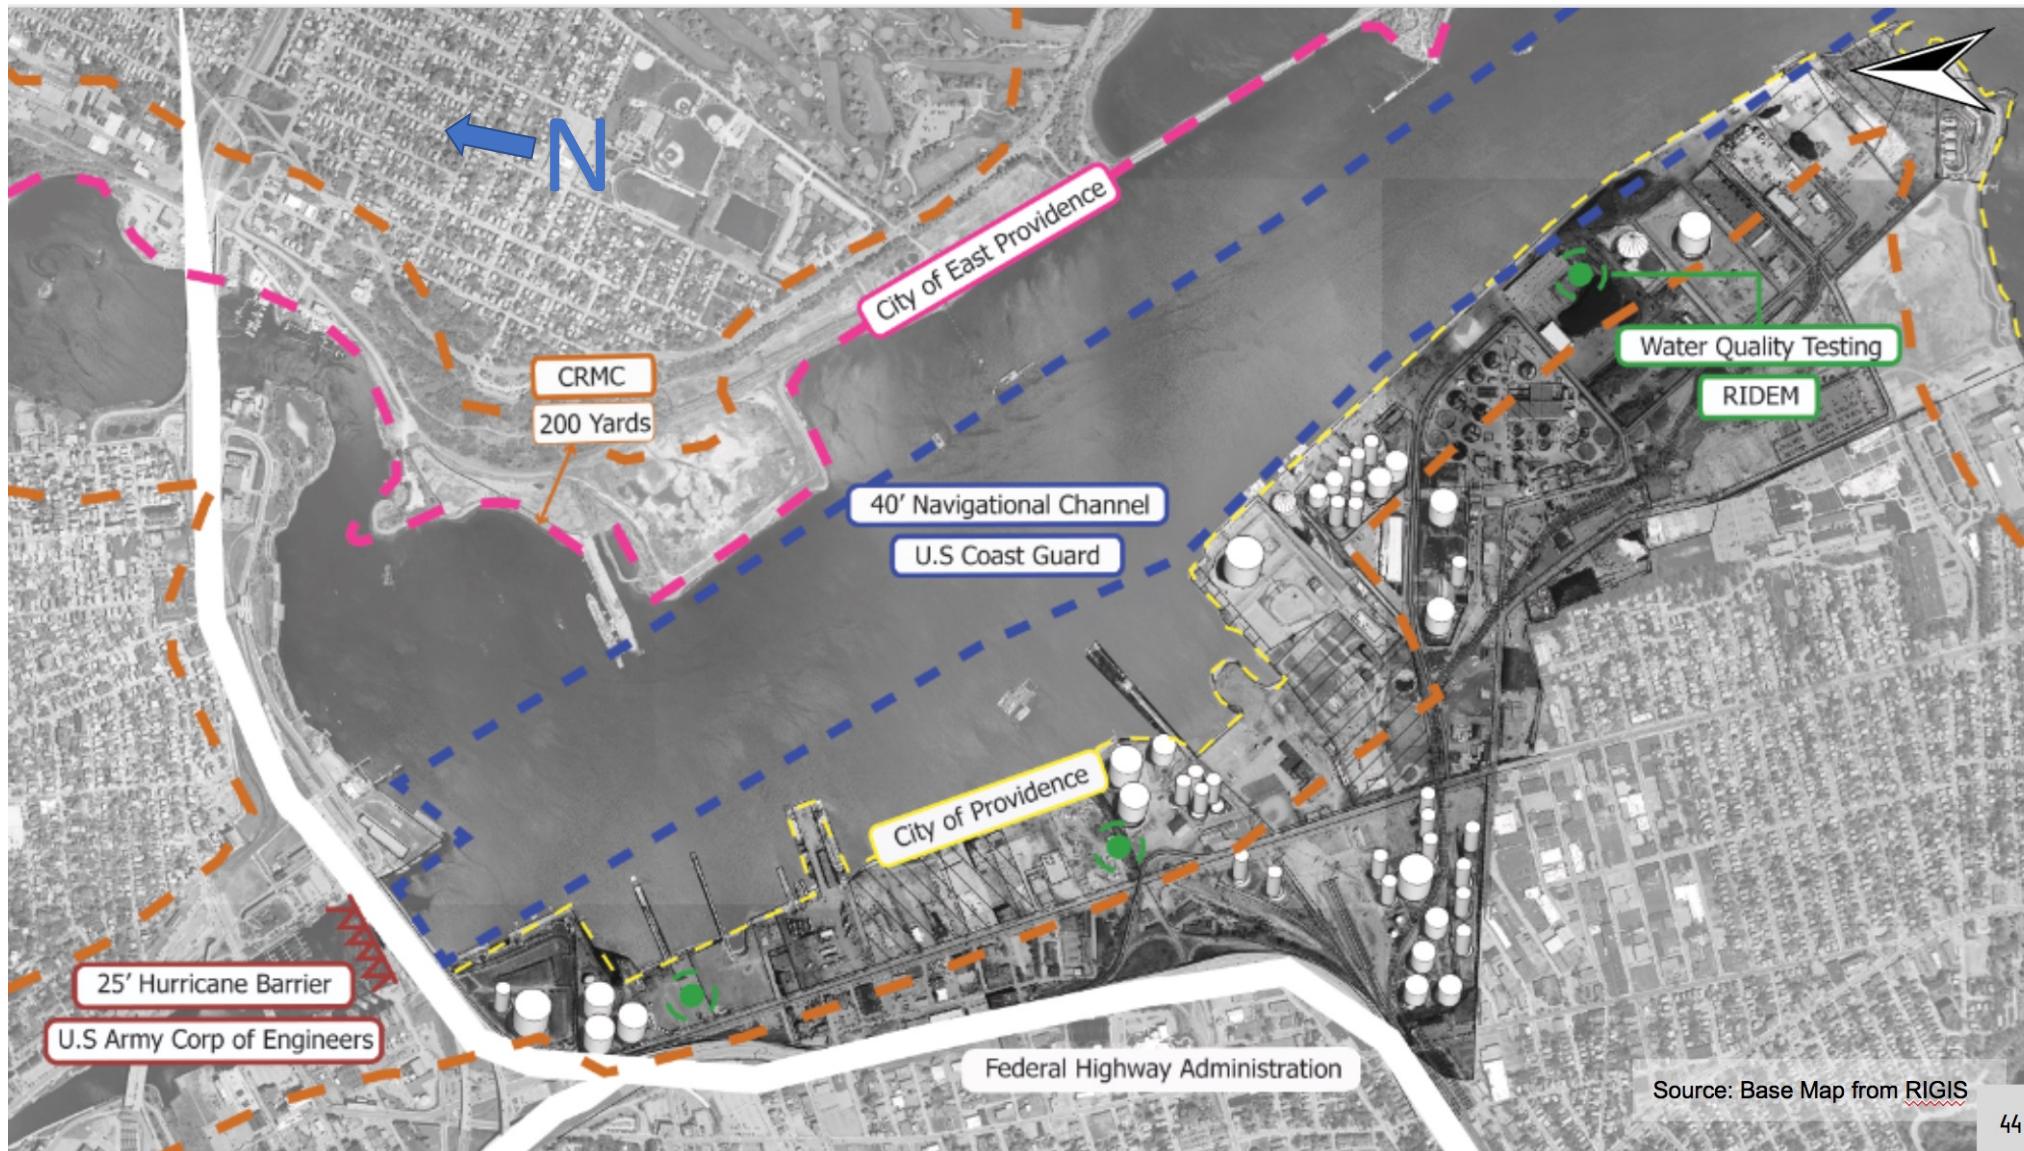 N
City of East Providence
CRMC
200 Yards
Water Quality Testing
RIDEM
40' Navigational Channel
U.S Coast Guard
City of Providence
25' Hurricane Barrier
U.S Army Corp of Engineers
Federal Highway Administration
Source: Base Map from RIGIS
44